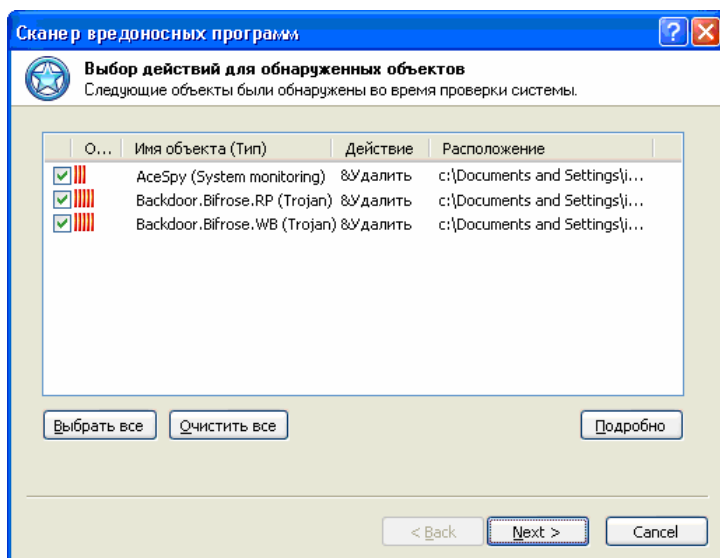 Сканер вредоносных программ
Выбор действий для обнаруженных объектов
Следующие объекты были обнаружены во время проверки системы.
О... Имя объекта (Тип) Действие Расположение
AceSpy (System monitoring) &Удалить c:\Documents and Settings\i...
Backdoor.Bifrose.RP (Trojan) &Удалить c:\Documents and Settings\i...
Backdoor.Bifrose.WB (Trojan) &Удалить c:\Documents and Settings\i...
Выбрать все Очистить все Подробно
< Back Next > Cancel